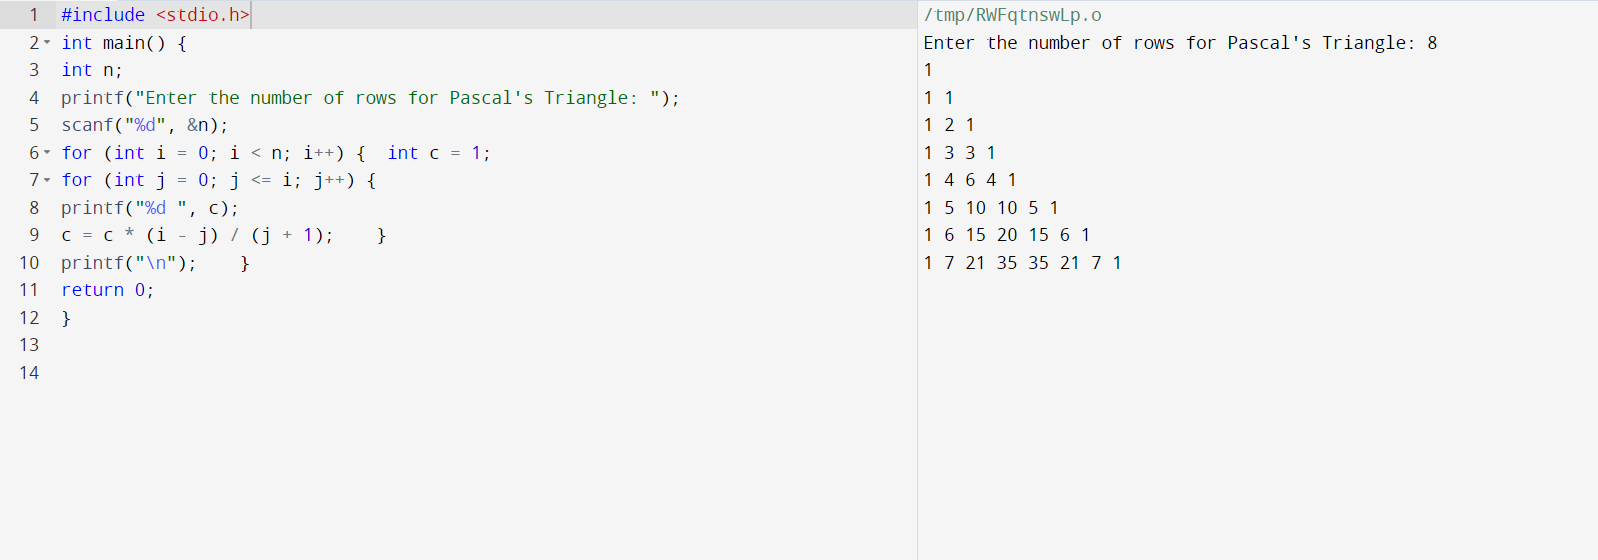 1 #include <stdio.h>
2 int main() {
3 int n;
4 printf("Enter the number of rows for Pascal's Triangle: ");
5 scanf("%d", &n);
6 for (int i = 0; i < n; i++) {  int c = 1;
7 for (int j = 0; j <= i; j++) {
8 printf("%d ", c);
9 c = c * (i - j) / (j + 1);    }
10 printf("\n");    }
11 return 0;
12 }
13
14
/tmp/RWFqtnswLp.o
Enter the number of rows for Pascal's Triangle: 8
1
1 1
1 2 1
1 3 3 1
1 4 6 4 1
1 5 10 10 5 1
1 6 15 20 15 6 1
1 7 21 35 35 21 7 1